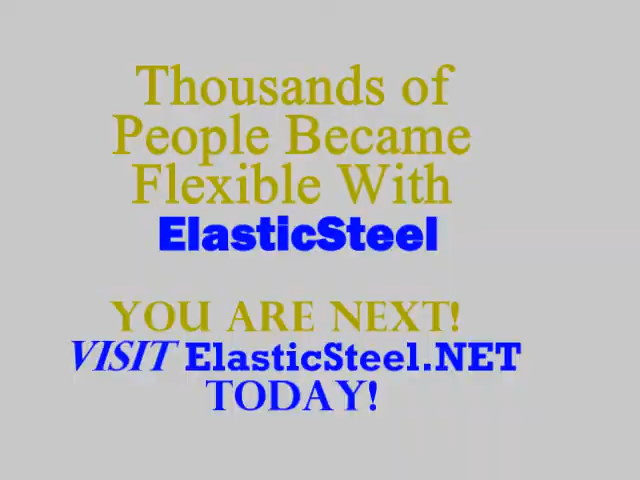 Thousands of
People Became
Flexible With
ElasticSteel
YOU ARE NEXT!
VISIT ElasticSteel.NET
TODAY!